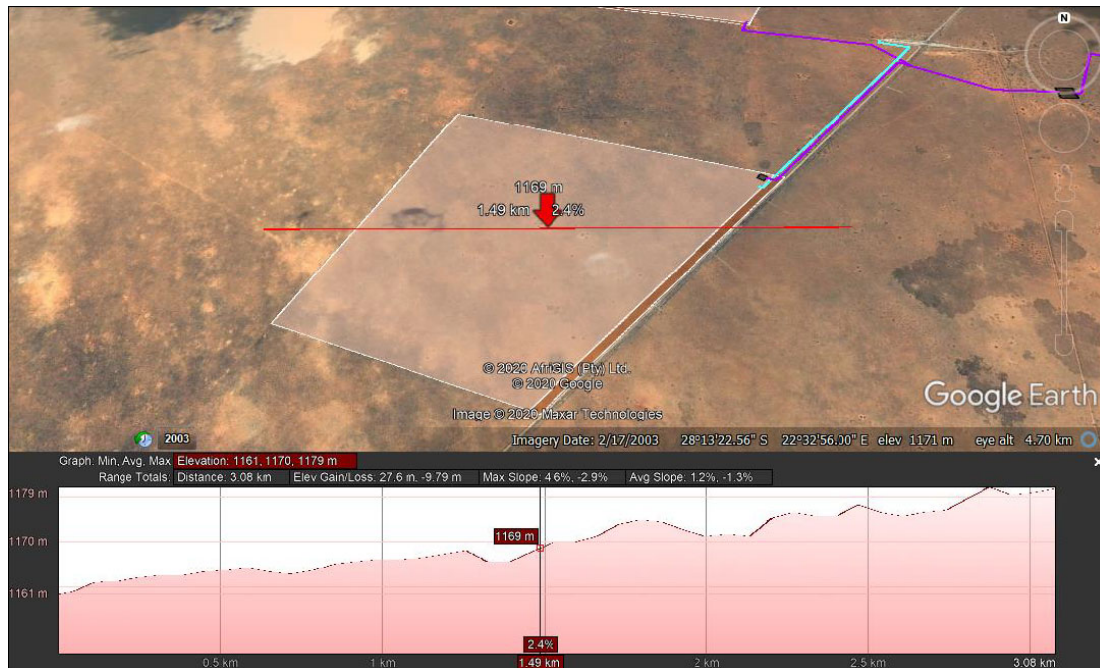 N
1169 m
1.49 km 2.4%
© 2020 AfriGIS (Pty) Ltd.
© 2020 Google
Image © 2020 Maxar Technologies
Google Earth
2003
Imagery Date: 2/17/2003 28°13'22.56" S 22°32'56.00" E elev 1171 m eye alt 4.70 km
Graph: Min, Avg, Max Elevation: 1161, 1170, 1179 m
Range Totals: Distance: 3.08 km Elev Gain/Loss: 27.6 m, -9.79 m Max Slope: 4.6%, -2.9% Avg Slope: 1.2%, -1.3%
1179 m
1170 m
1169 m
1161 m
2.4%
0.5 km 1 km 1.49 km 2 km 2.5 km 3.08 km